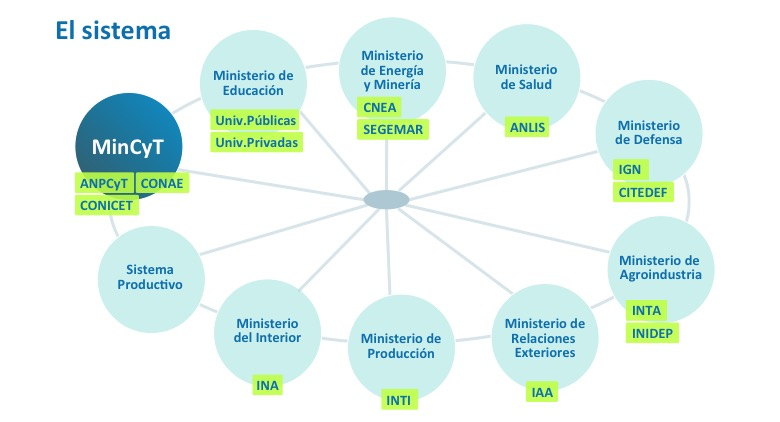 El sistema
MinCyT
ANPCyT CONAE
CONICET
Ministerio de
Educación
Univ.Públicas
Univ.Privadas
Ministerio
de Energía
y Minería
CNEA
SEGEMAR
Ministerio
de Salud
ANLIS
Ministerio
de Defensa
IGN
CITEDEF
Ministerio de
Agroindustria
INTA
INIDEP
Ministerio de
Relaciones
Exteriores
IAA
Ministerio de
Producción
INTI
Ministerio
del Interior
INA
Sistema
Productivo